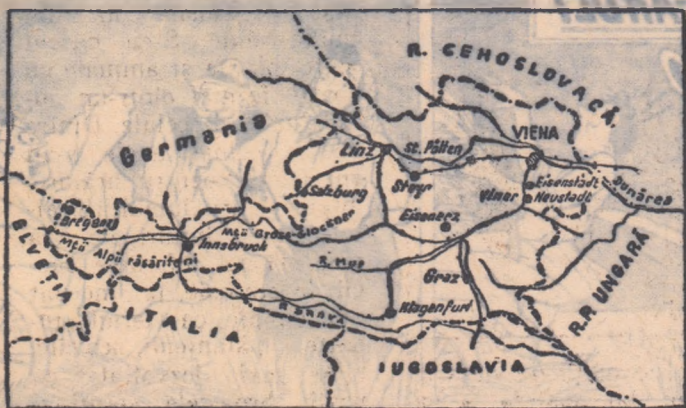 R. CEHOSLOVACĂ
Germania
Linz
St. Pölten
VIENA
Steyr
Salzburg
Eisenstadt
Neustadt
Viner
Dunărea
Eisenerz
Bregenz
Mții Gross-Glockner
Innsbruck
Mții Alpii răsăriteni
ELVEȚIA
R. Mur
Graz
R.P. UNGARĂ
R. Drava
Klagenfurt
ITALIA
IUGOSLAVIA